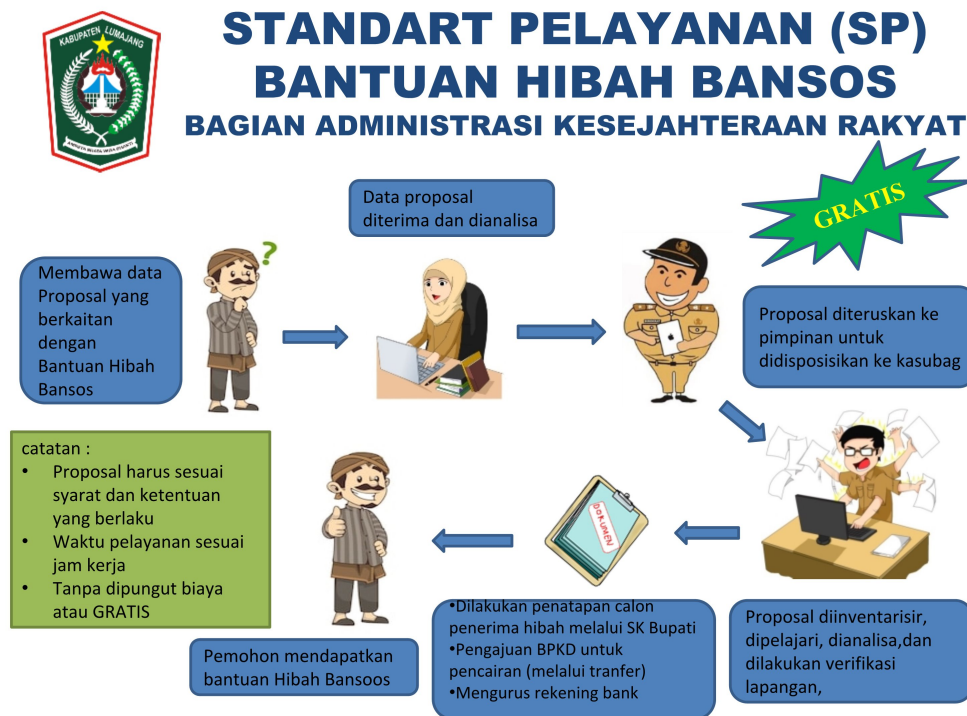 KABUPATEN LUMAJANG
STANDART PELAYANAN (SP)
BANTUAN HIBAH BANSOS
BAGIAN ADMINISTRASI KESEJAHTERAAN RAKYAT
GRATIS
Data proposal
diterima dan dianalisa
Membawa data
Proposal yang
berkaitan
dengan
Bantuan Hibah
Bansos
?
Proposal diteruskan ke
pimpinan untuk
didisposisikan ke kasubag
catatan :
• Proposal harus sesuai
syarat dan ketentuan
yang berlaku
• Waktu pelayanan sesuai
jam kerja
• Tanpa dipungut biaya
atau GRATIS
DOKUMEN
Pemohon mendapatkan
bantuan Hibah Bansoos
•Dilakukan penatapan calon
penerima hibah melalui SK Bupati
•Pengajuan BPKD untuk
pencairan (melalui tranfer)
•Mengurus rekening bank
Proposal diinventarisir,
dipelajari, dianalisa,dan
dilakukan verifikasi
lapangan,